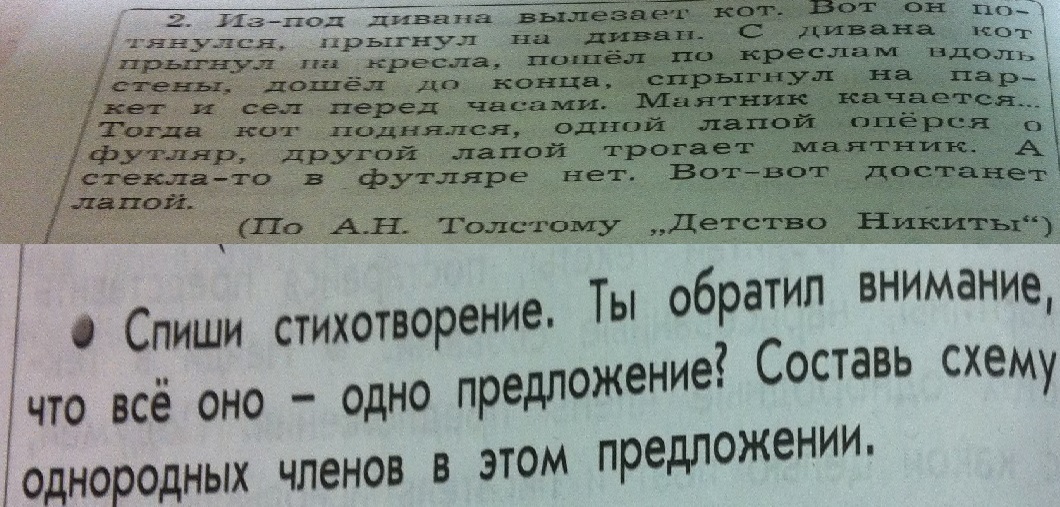 2. Из-под дивана вылезает кот. Вот он по-
тянулся, прыгнул на диван. С дивана кот
прыгнул на кресла, пошёл по креслам вдоль
стены, дошёл до конца, спрыгнул на пар-
кет и сел перед часами. Маятник качается...
Тогда кот поднялся, одной лапой опёрся о
футляр, другой лапой трогает маятник. А
стекла-то в футляре нет. Вот-вот достанет
лапой.
(По А.Н. Толстому „Детство Никиты“)
● Спиши стихотворение. Ты обратил внимание,
что всё оно – одно предложение? Составь схему
однородных членов в этом предложении.